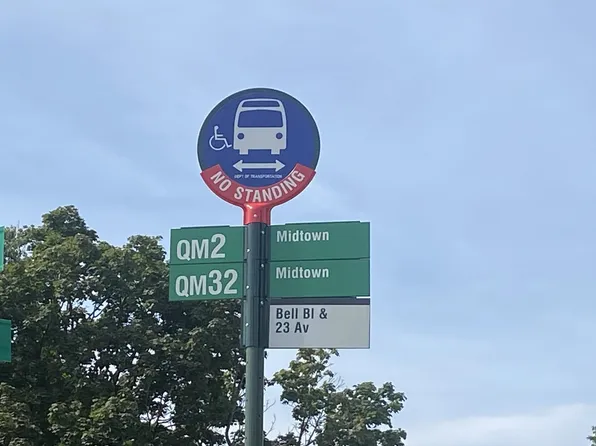 DEPT OF TRANSPORTATION
NO STANDING
QM2 Midtown
QM32 Midtown
Bell Bl &
23 Av